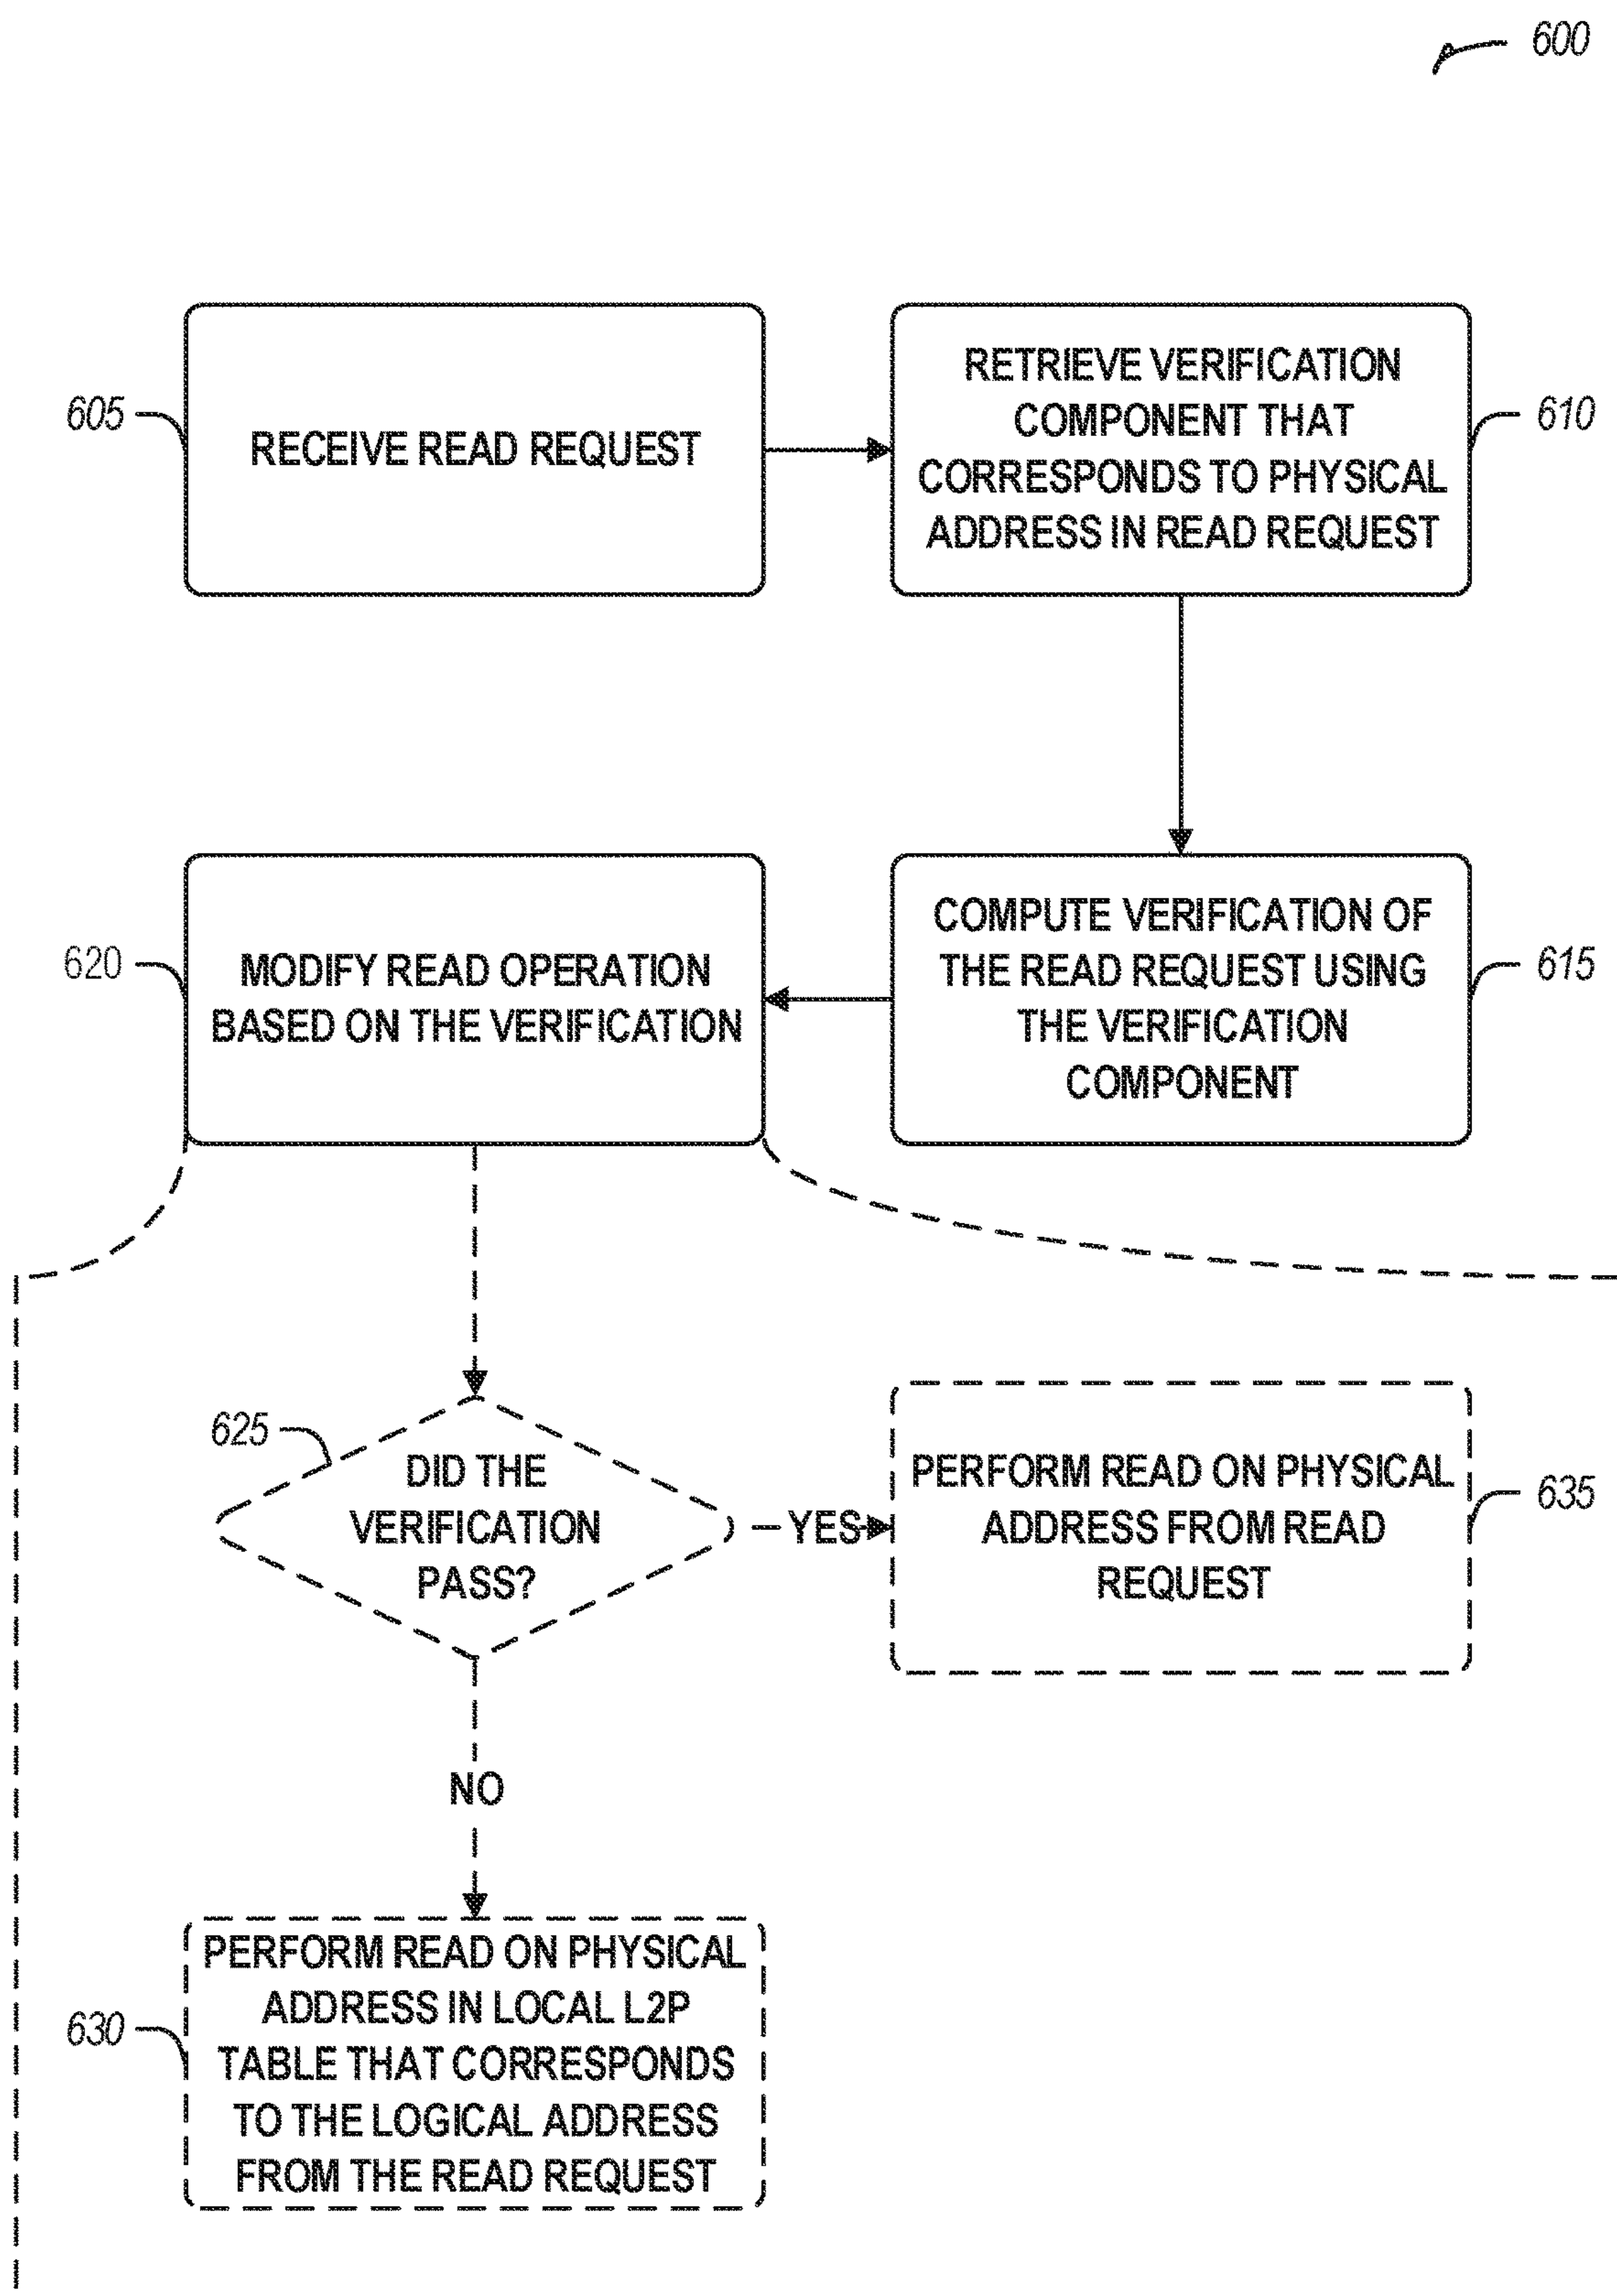 600
605
RECEIVE READ REQUEST
RETRIEVE VERIFICATION
COMPONENT THAT
CORRESPONDS TO PHYSICAL
ADDRESS IN READ REQUEST
610
620
MODIFY READ OPERATION
BASED ON THE VERIFICATION
COMPUTE VERIFICATION OF
THE READ REQUEST USING
THE VERIFICATION
COMPONENT
615
625
DID THE
VERIFICATION
PASS?
YES
PERFORM READ ON PHYSICAL
ADDRESS FROM READ
REQUEST
635
NO
630
PERFORM READ ON PHYSICAL
ADDRESS IN LOCAL L2P
TABLE THAT CORRESPONDS
TO THE LOGICAL ADDRESS
FROM THE READ REQUEST